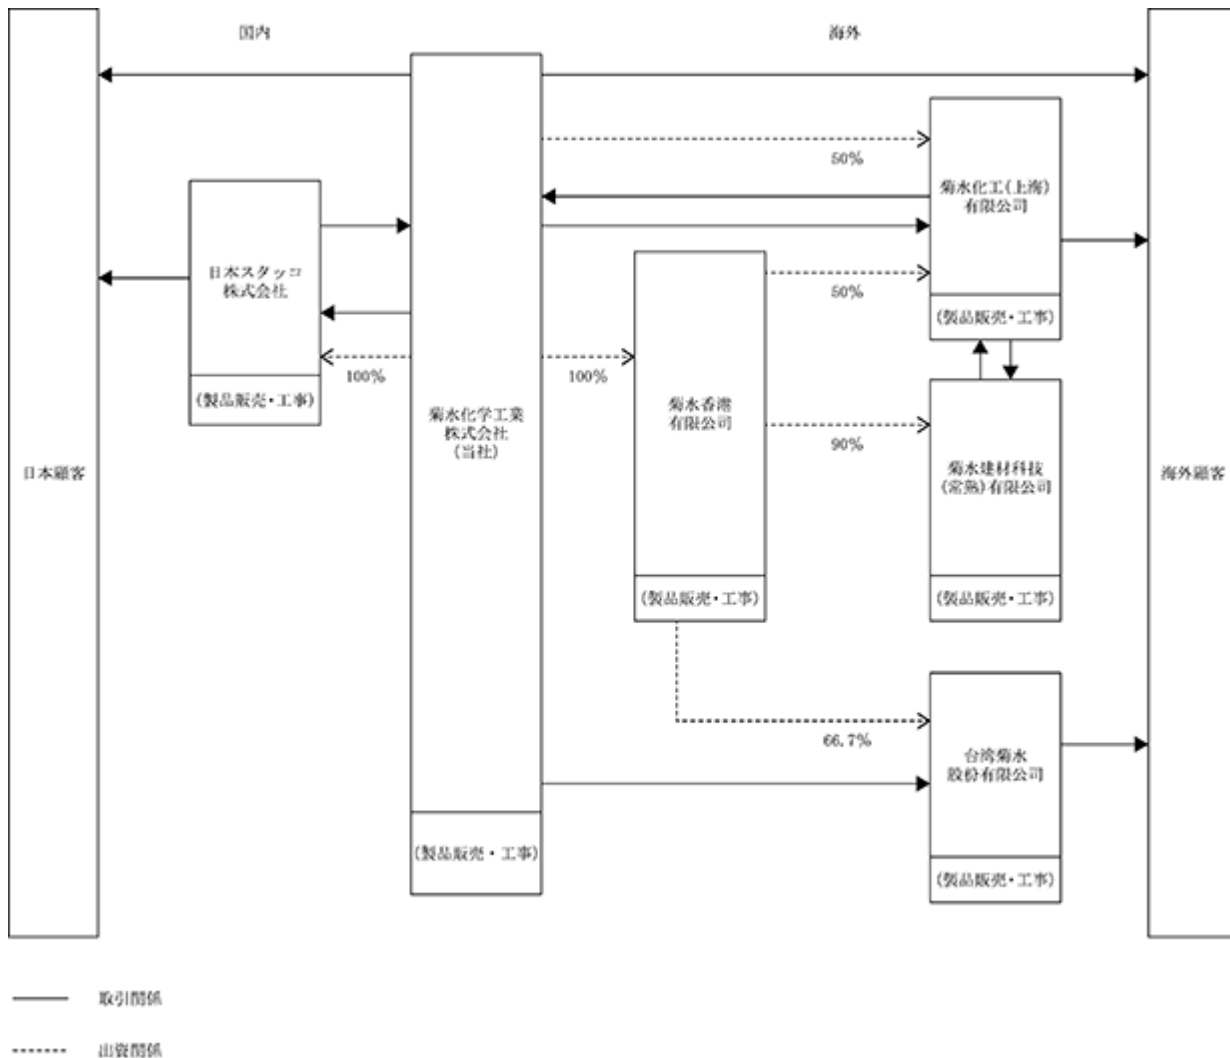 国内
海外
50%
菊水化工(上海)
有限公司
日本スタッコ
株式会社
50%
(製品販売・工事)
100%
100%
(製品販売・工事)
菊水化学工業
株式会社
(当社)
菊水香港
有限公司
90%
日本顧客
菊水建材科技
(常熟)有限公司
海外顧客
(製品販売・工事)
(製品販売・工事)
66.7%
台湾菊水
股份有限公司
(製品販売・工事)
(製品販売・工事)
取引関係
出資関係